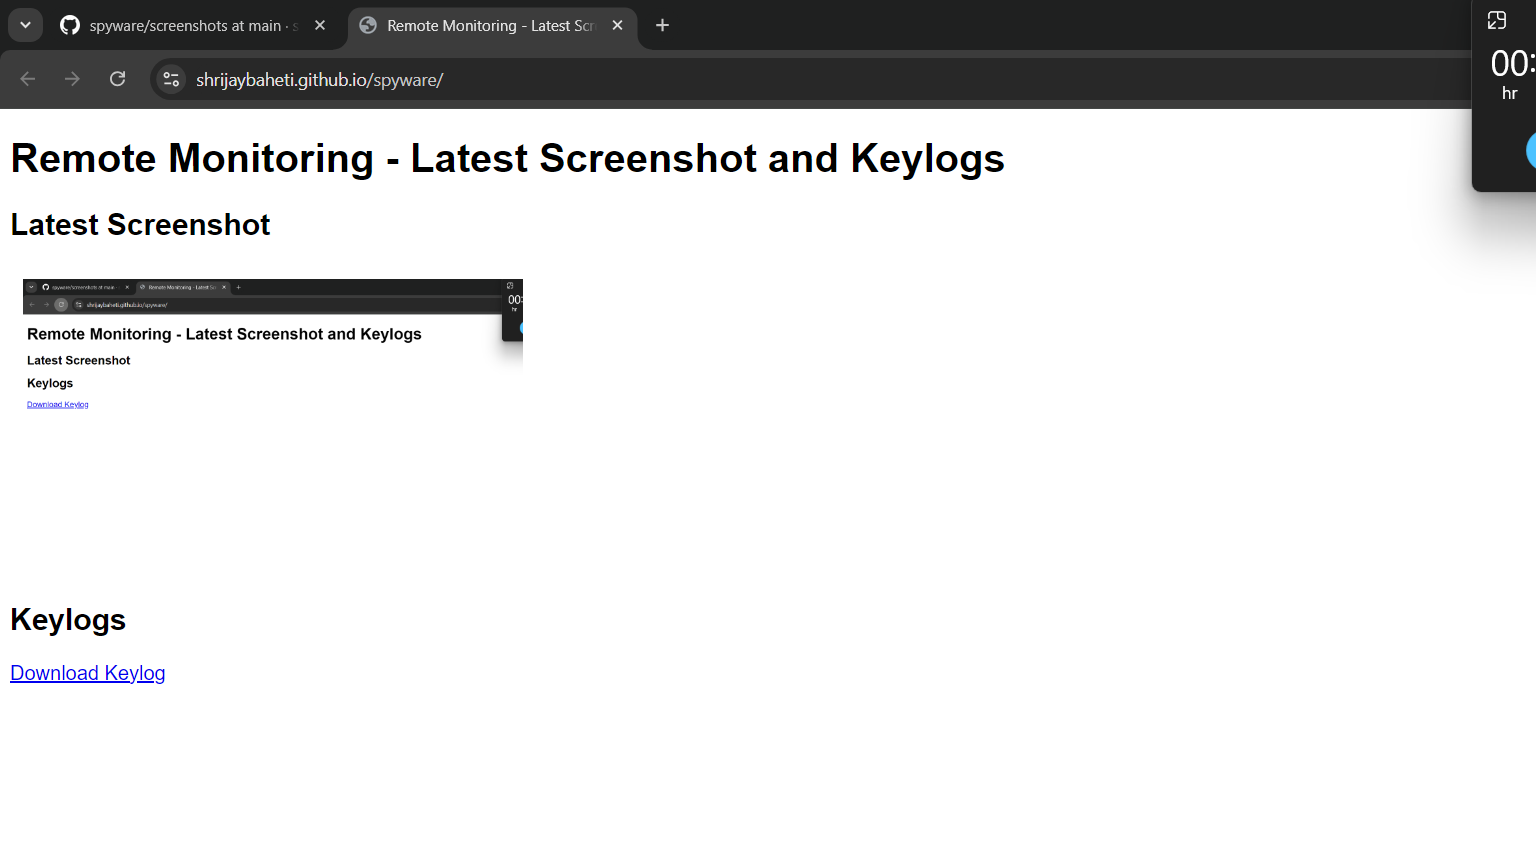 spyware/screenshots at main · s
Remote Monitoring - Latest Scr
shrijaybaheti.github.io/spyware/
00:
hr
Remote Monitoring - Latest Screenshot and Keylogs
Latest Screenshot
spyware/screenshots at main
Remote Monitoring - Latest Sc
shrijaybaheti.github.io/spyware/
00:
hr
Remote Monitoring - Latest Screenshot and Keylogs
Latest Screenshot
Keylogs
Download Keylog
Keylogs
Download Keylog